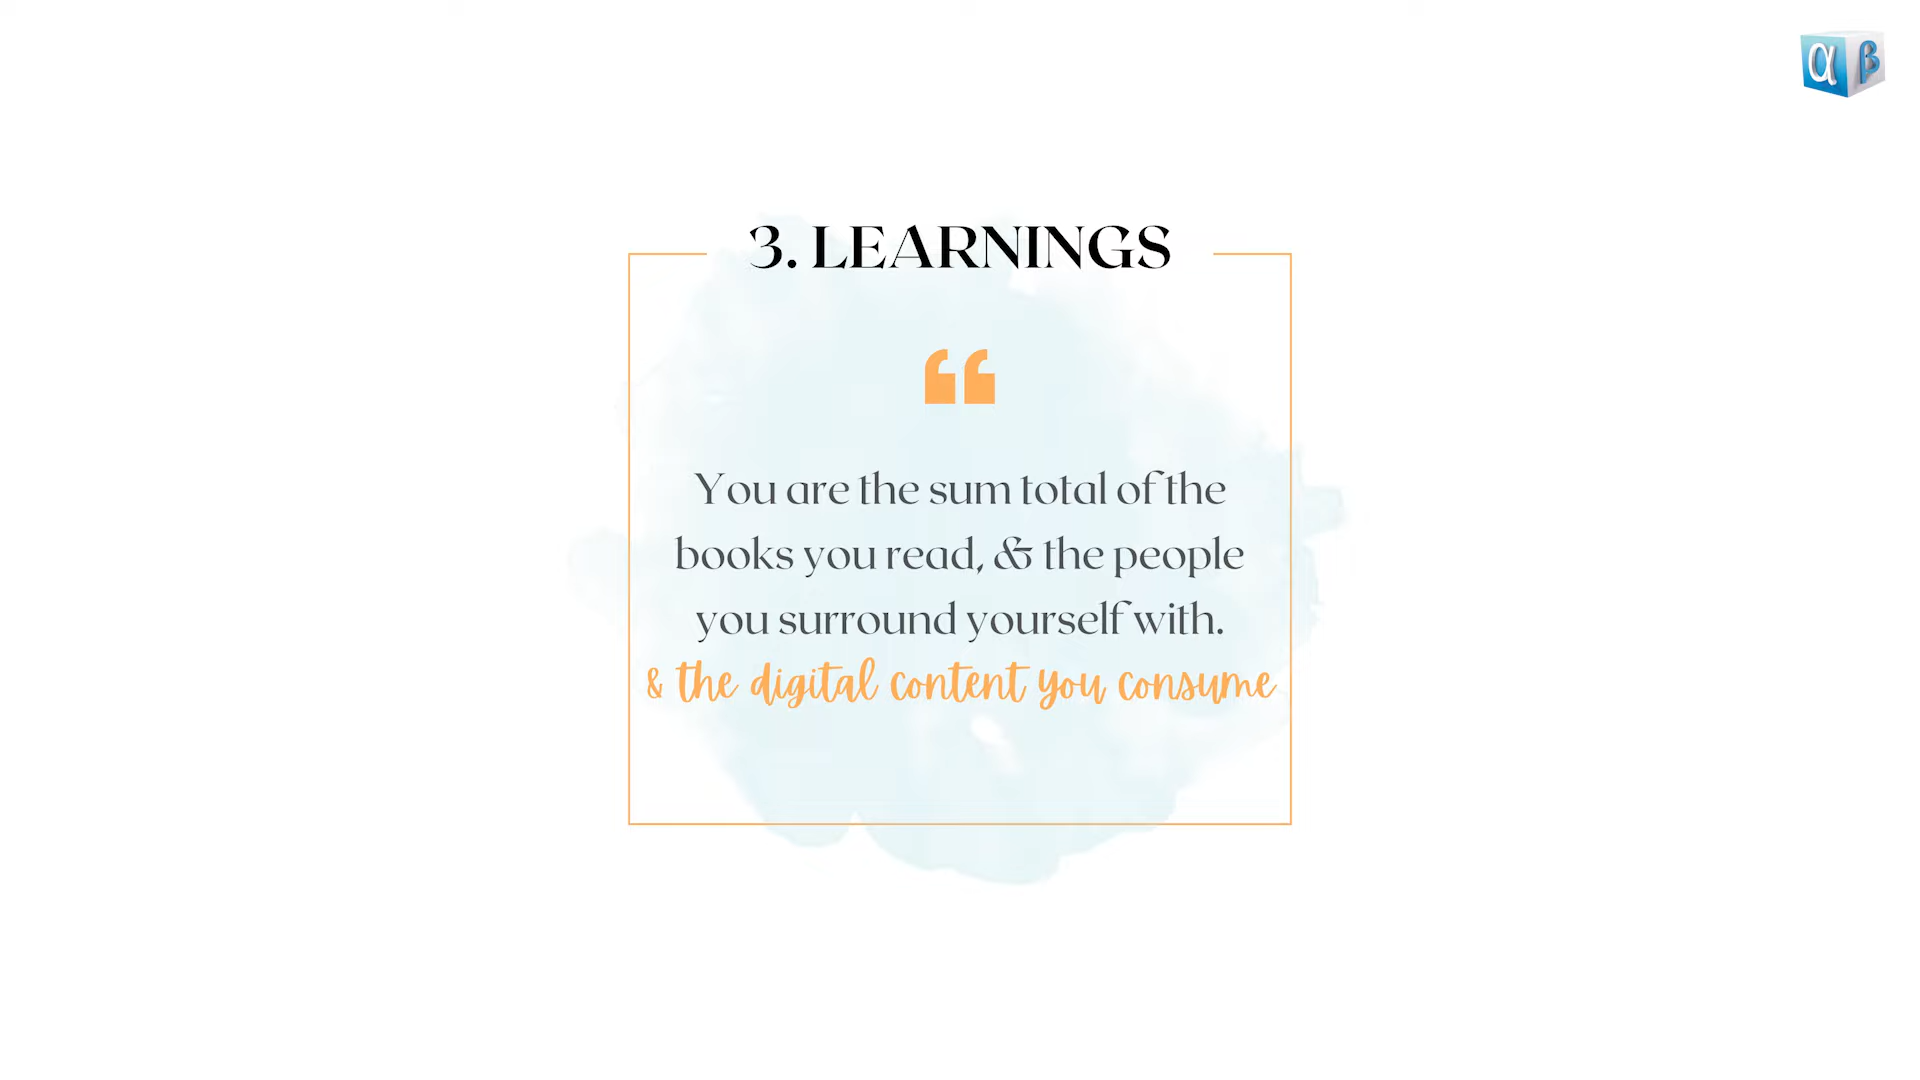 α β
3. LEARNINGS
“
You are the sum total of the
books you read, & the people
you surround yourself with.
& the digital content you consume